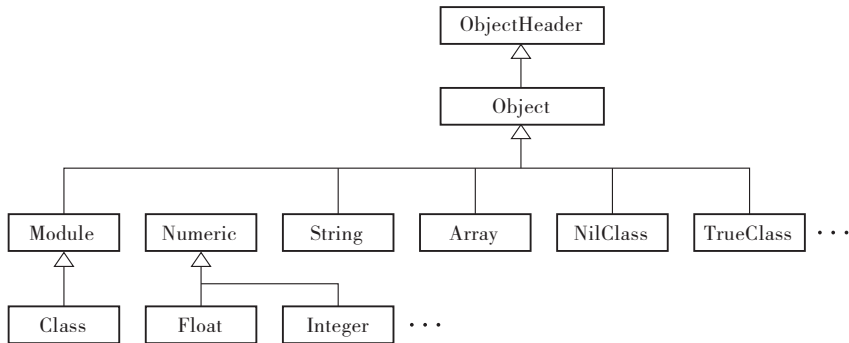 ObjectHeader
Object
Module Numeric String Array NilClass TrueClass ...
Class Float Integer ...